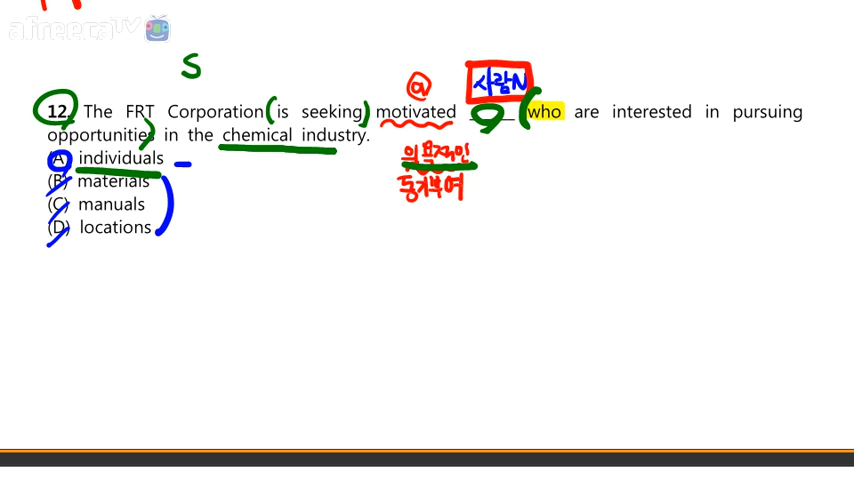 afreecaTV
S
ⓐ
사람N
12. The FRT Corporation is seeking motivated _____ who are interested in pursuing
opportunities in the chemical industry.
의욕적인
동기부여
(A) individuals
(B) materials
(C) manuals
(D) locations